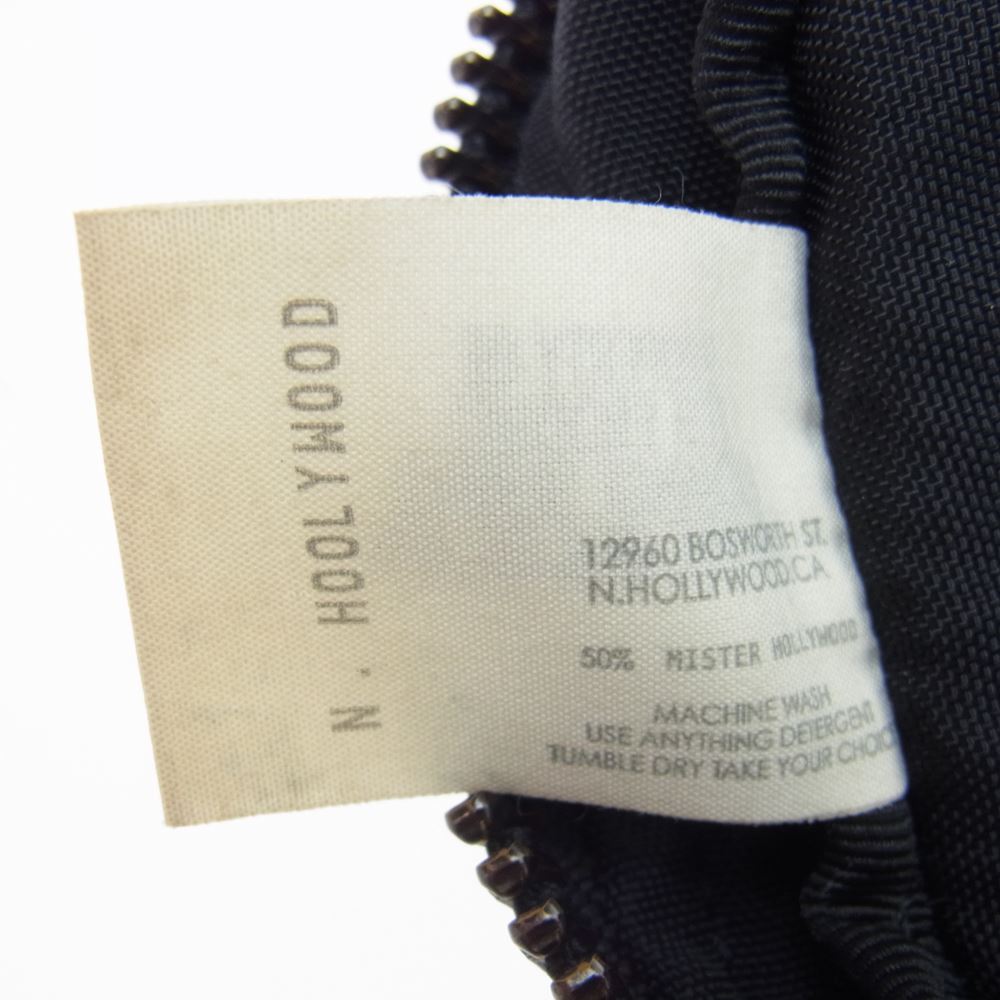 N. HOOLYWOOD
12960 BOSWORTH ST.
N.HOLLYWOOD.CA
50% MISTER HOLLYWOOD
MACHINE WASH
USE ANYTHING DETERGENT
TUMBLE DRY TAKE YOUR CHOICE